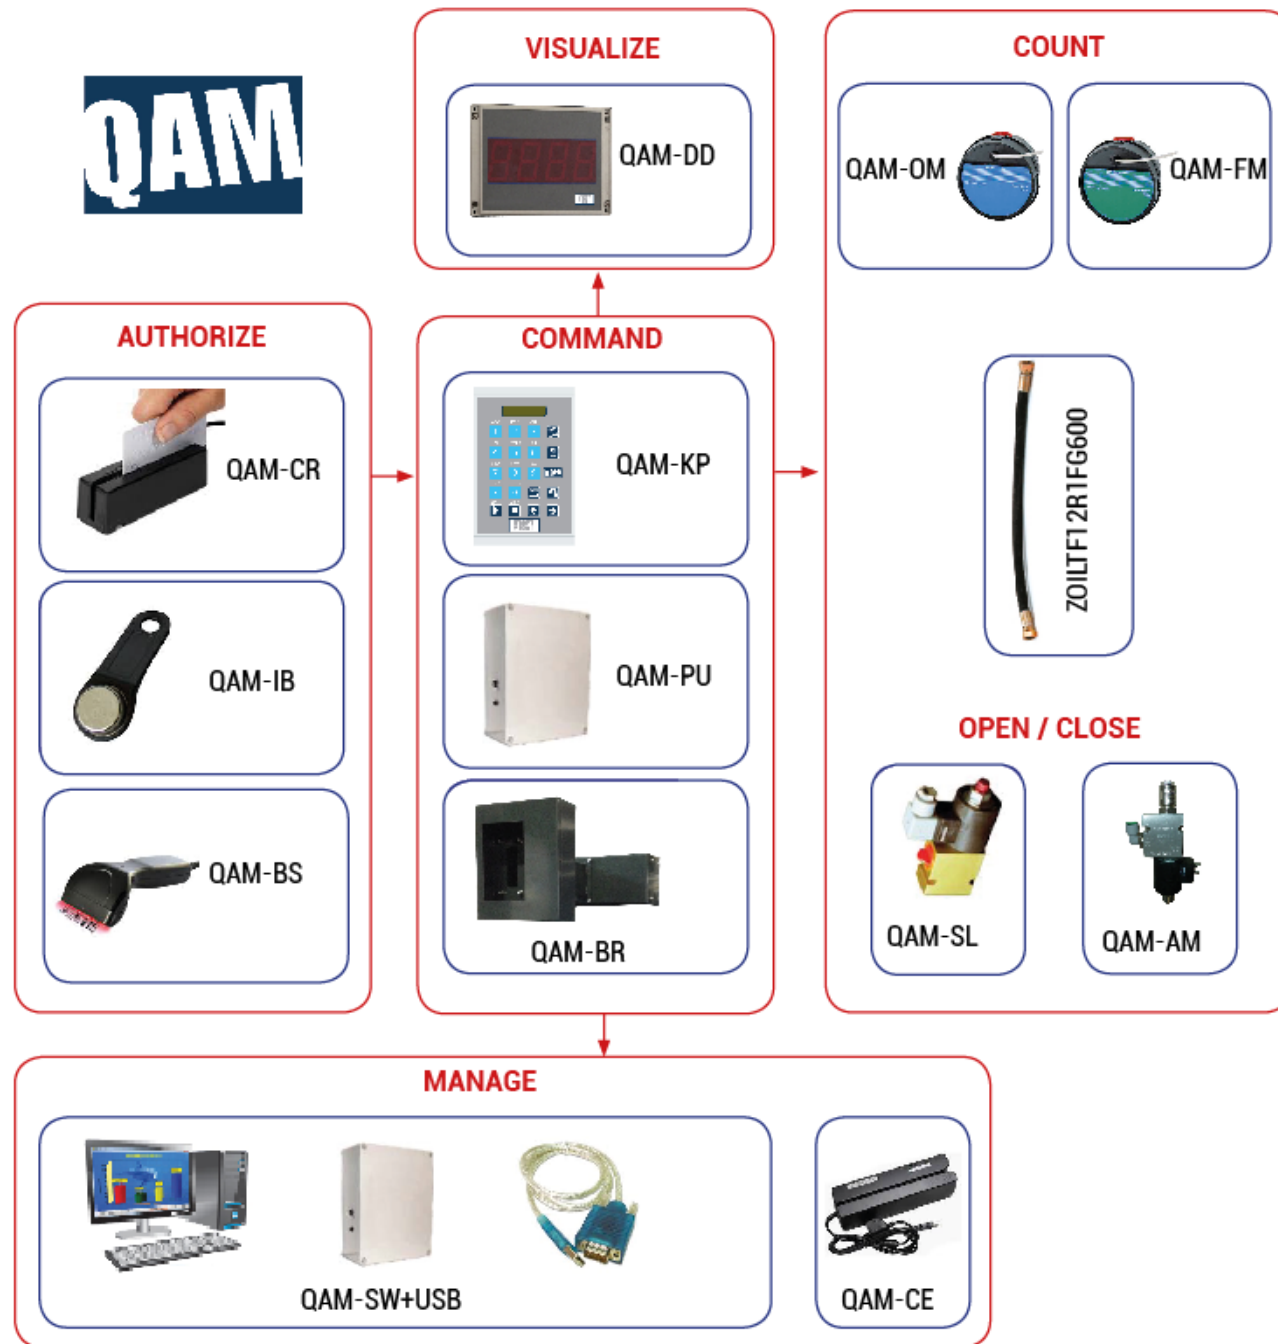 QAM
VISUALIZE
QAM-DD
COUNT
QAM-OM
QAM-FM
AUTHORIZE
QAM-CR
QAM-IB
QAM-BS
COMMAND
QAM-KP
QAM-PU
QAM-BR
ZOILTF12R1FG600
OPEN / CLOSE
QAM-SL
QAM-AM
MANAGE
QAM-SW+USB
QAM-CE